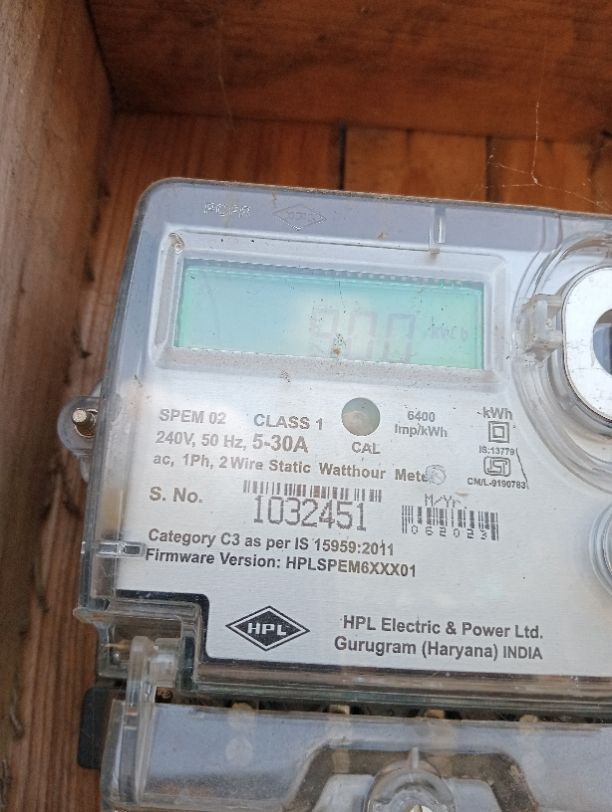 SPEM 02 CLASS 1 6400 kWh
240V, 50 Hz, 5-30A CAL Imp/kWh
IS:13779
ac, 1Ph, 2 Wire Static Watthour Meter
CM/L-9190783
S. No. 1032451 M/Yr
062023
Category C3 as per IS 15959:2011
Firmware Version: HPLSPEM6XXX01
HPL HPL Electric & Power Ltd.
Gurugram (Haryana) INDIA